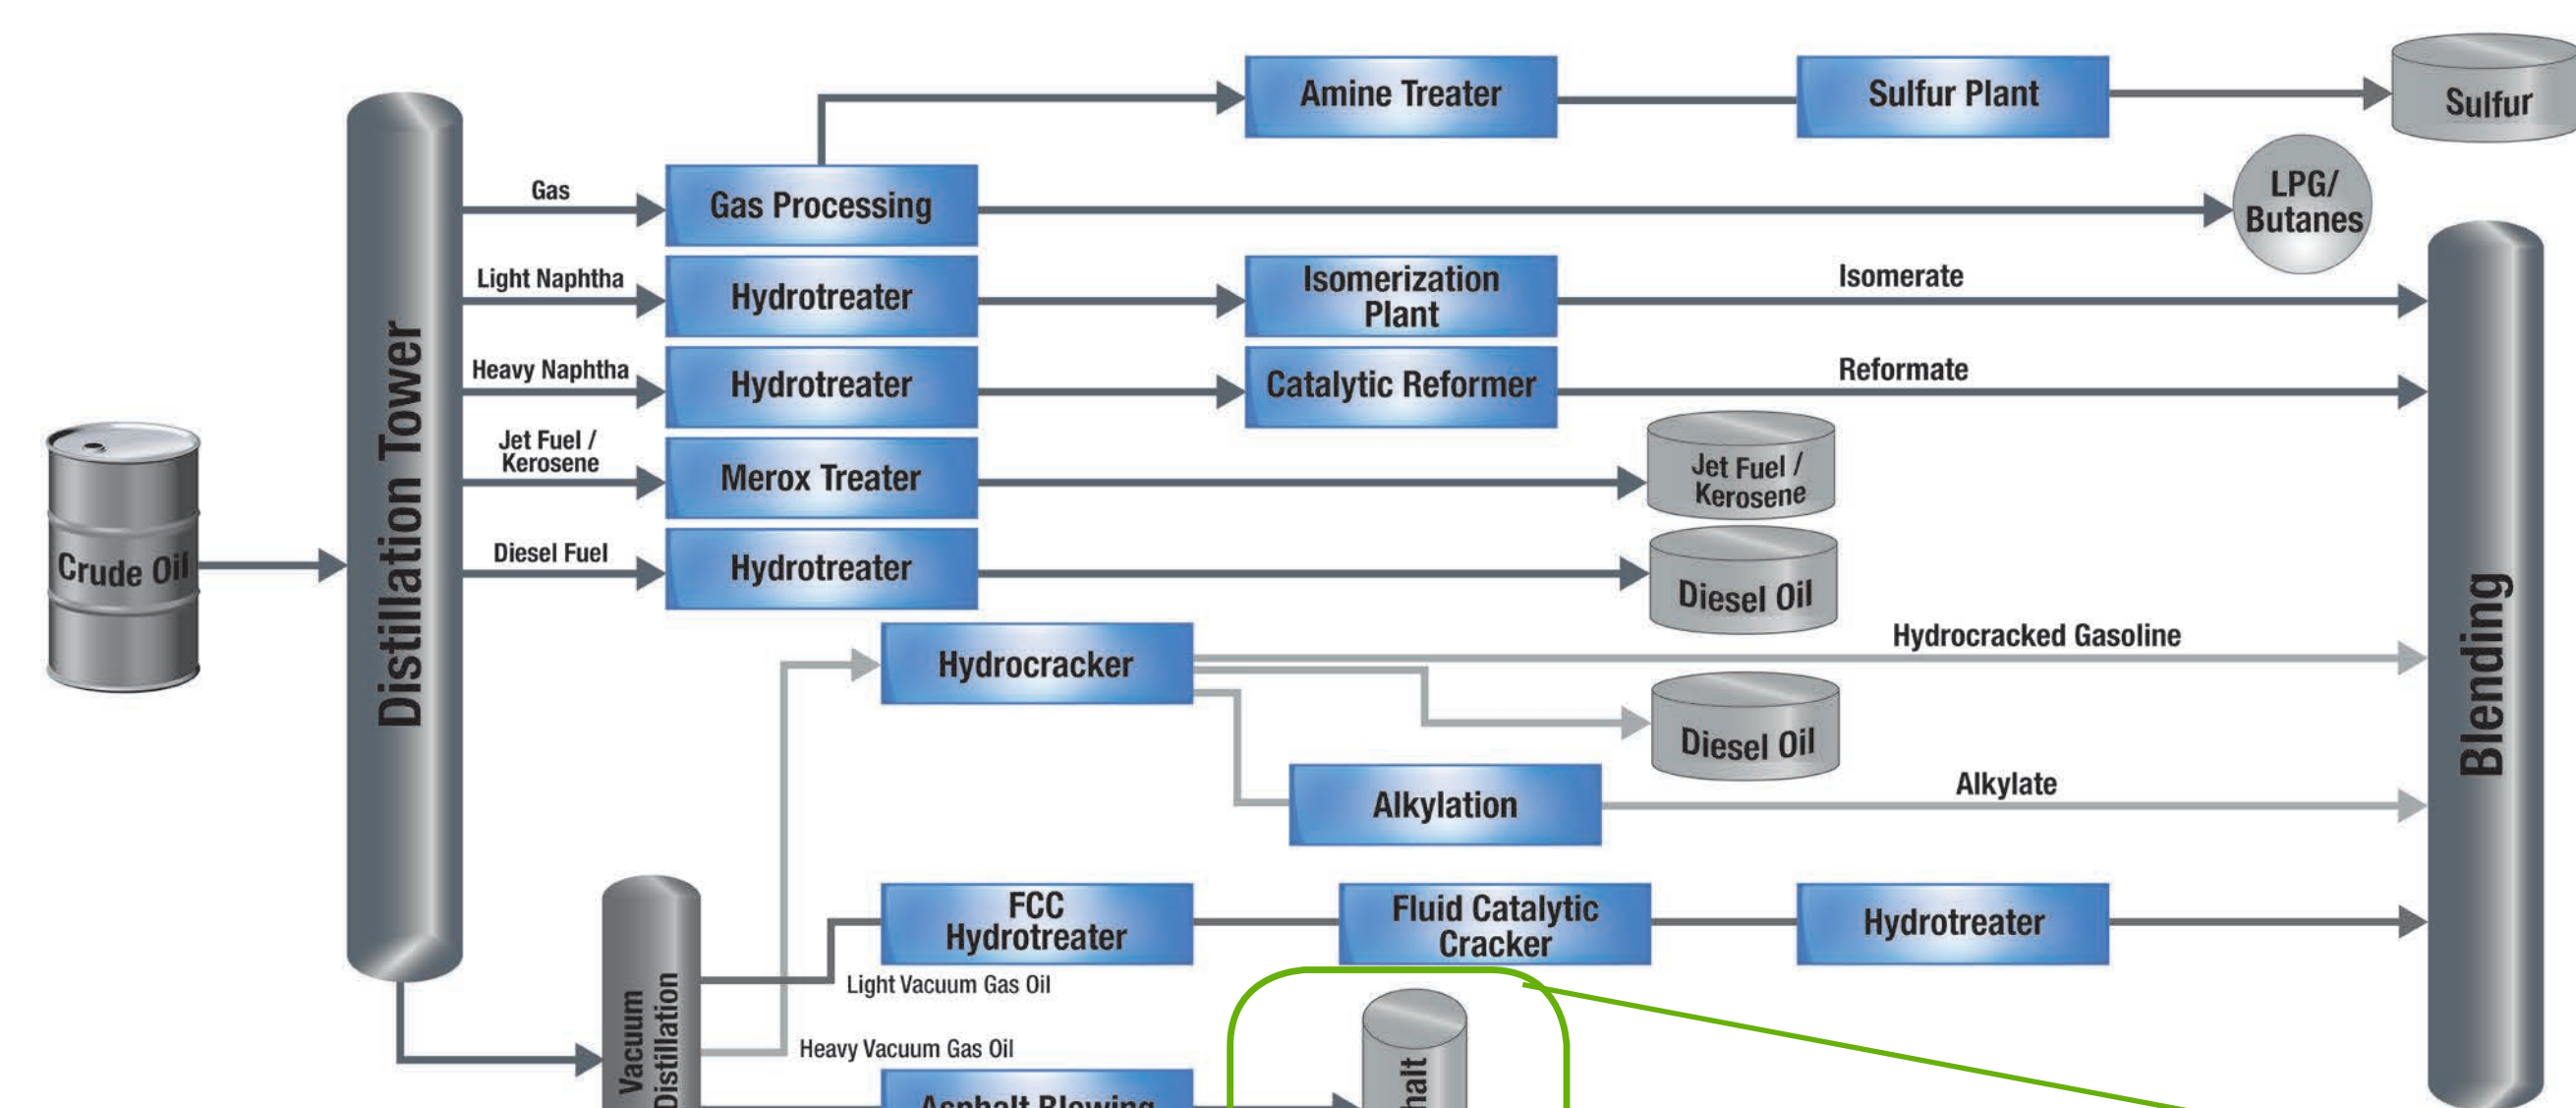 Amine Treater
Sulfur Plant
Sulfur
Gas
Gas Processing
LPG/
Butanes
Light Naphtha
Hydrotreater
Isomerization
Plant
Isomerate
Heavy Naphtha
Hydrotreater
Catalytic Reformer
Reformate
Jet Fuel /
Kerosene
Merox Treater
Jet Fuel /
Kerosene
Crude Oil
Distillation Tower
Diesel Fuel
Hydrotreater
Diesel Oil
Hydrocracker
Hydrocracked Gasoline
Diesel Oil
Blending
Alkylation
Alkylate
FCC
Hydrotreater
Fluid Catalytic
Cracker
Hydrotreater
Light Vacuum Gas Oil
Vacuum
Distillation
Heavy Vacuum Gas Oil
Asphalt Blowing